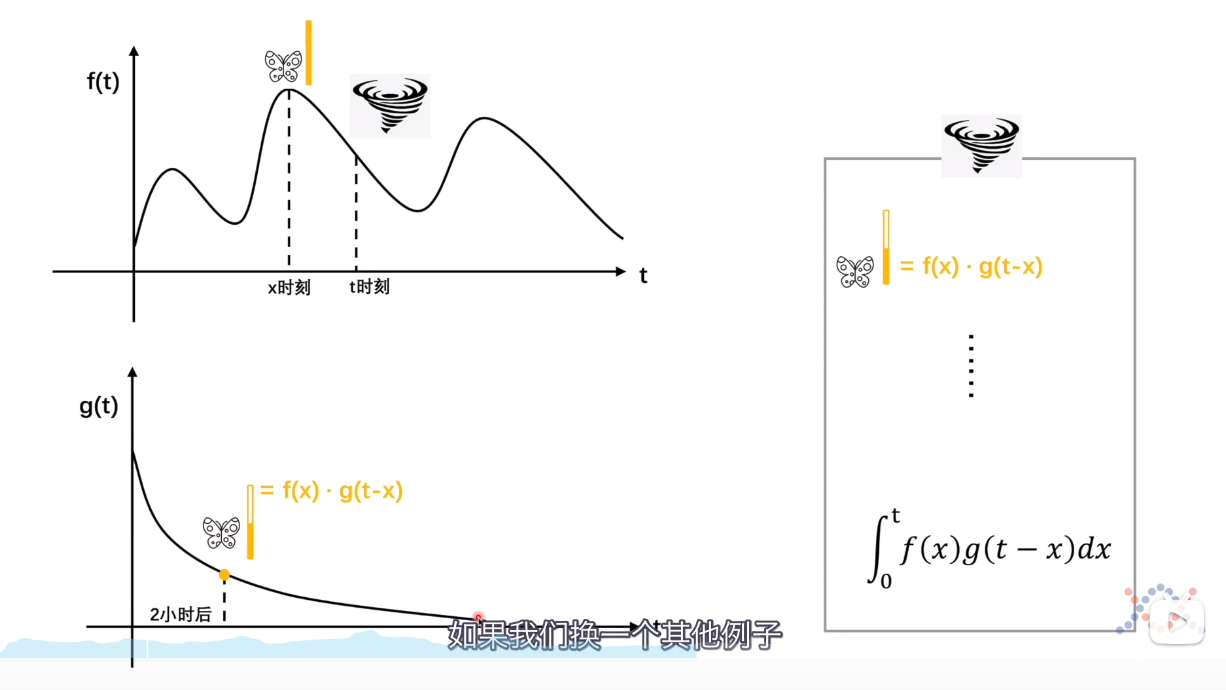 f(t)
t
x时刻
t时刻
g(t)
= f(x) · g(t-x)
2小时后
= f(x) · g(t-x)
∫₀ᵗ f(x)g(t − x)dx
如果我们换一个其他例子